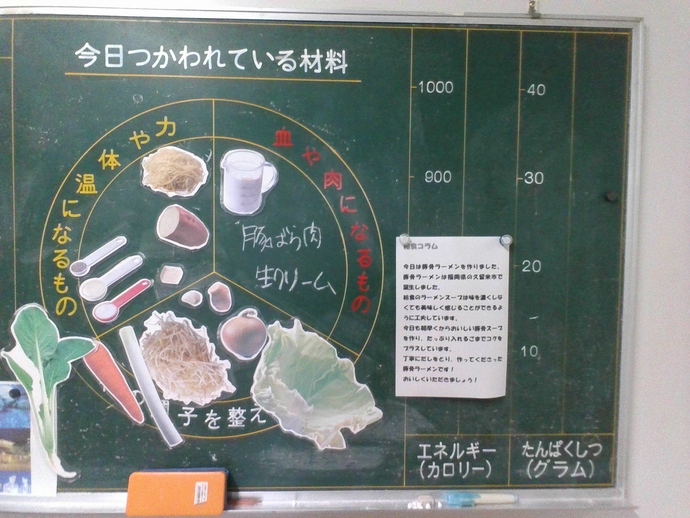 今日つかわれている材料
力や体温になるもの
血や肉になるもの
豚ばら肉
生クリーム
子を整え
1000
900
40
30
20
10
エネルギー
(カロリー)
たんぱくしつ
(グラム)
給食コラム
今日は豚骨ラーメンを作りました。
豚骨ラーメンは福岡県の久留米市で
誕生しました。
給食のラーメンスープは味を濃くしな
くても美味しく感じることができるよ
うに工夫しています。
今日も朝早くからおいしい豚骨スープ
を作り、たっぷり入れるごまでコクを
プラスしています。
丁寧にだしをとり、作ってくださった
豚骨ラーメンです！
おいしくいただきましょう！